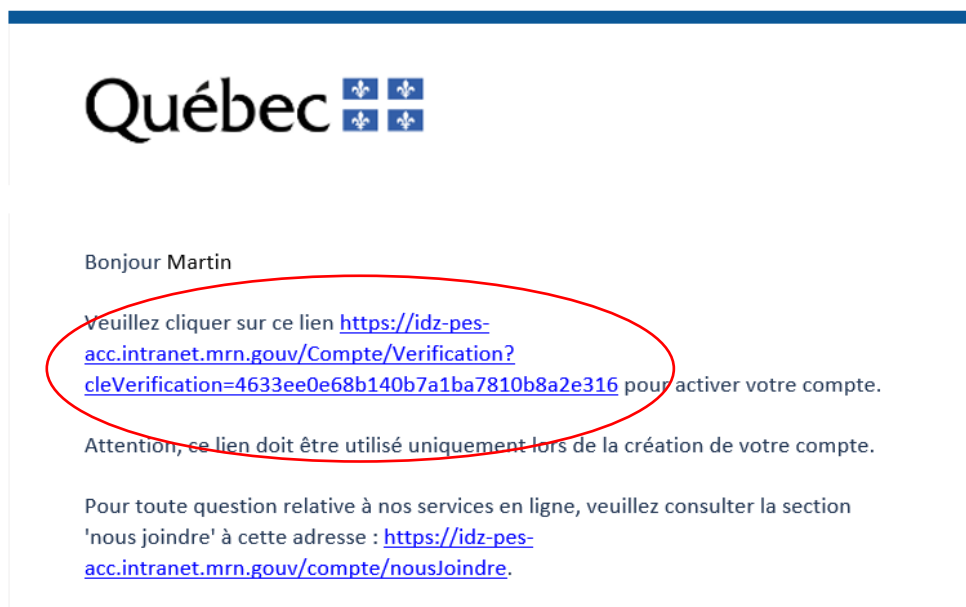 Québec
Bonjour Martin
Veuillez cliquer sur ce lien https://idz-pes-
acc.intranet.mrn.gouv/Compte/Verification?
cleVerification=4633ee0e68b140b7a1ba7810b8a2e316 pour activer votre compte.
Attention, ce lien doit être utilisé uniquement lors de la création de votre compte.
Pour toute question relative à nos services en ligne, veuillez consulter la section
'nous joindre' à cette adresse : https://idz-pes-
acc.intranet.mrn.gouv/compte/nousJoindre.